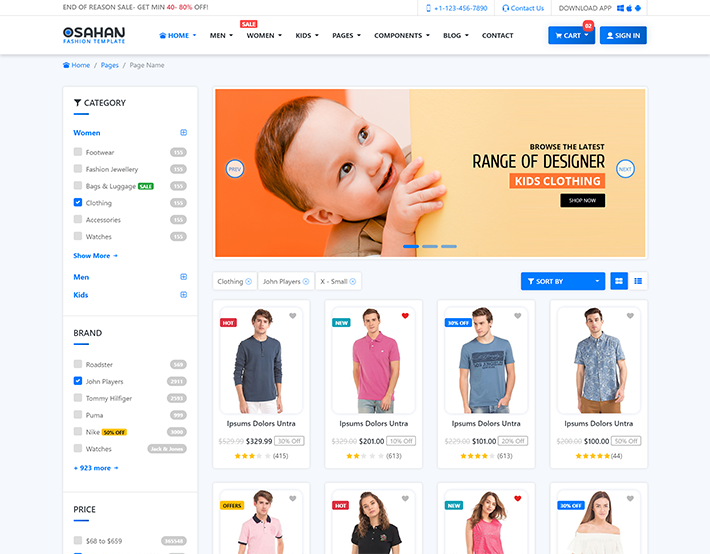 END OF REASON SALE- GET MIN 40- 80% OFF!
+1-123-456-7890
Contact Us
DOWNLOAD APP
OSAHAN
FASHION TEMPLATE
HOME
MEN
SALE
WOMEN
KIDS
PAGES
COMPONENTS
BLOG
CONTACT
CART
02
SIGN IN
Home / Pages / Page Name
CATEGORY
Women
Footwear 155
Fashion Jewellery 155
Bags & Luggage SALE 155
Clothing 155
Accessories 155
Watches 155
Show More
Men
Kids
BRAND
Roadster 569
John Players 2911
Tommy Hilfiger 2593
Puma 999
Nike 50% OFF 3000
Watches Jack & Jones
+ 923 more
PRICE
$68 to $659
PREV
BROWSE THE LATEST
RANGE OF DESIGNER
KIDS CLOTHING
SHOP NOW
NEXT
Clothing
John Players
X - Small
SORT BY
HOT
Ipsums Dolors Untra
$529.99 $329.99 30% Off
(415)
NEW
Ipsums Dolors Untra
$329.00 $201.00 10% Off
(613)
30% OFF
Ipsums Dolors Untra
$229.00 $101.00 20% Off
(613)
Ipsums Dolors Untra
$200.00 $100.00 50% Off
(44)
OFFERS
HOT
NEW
30% OFF